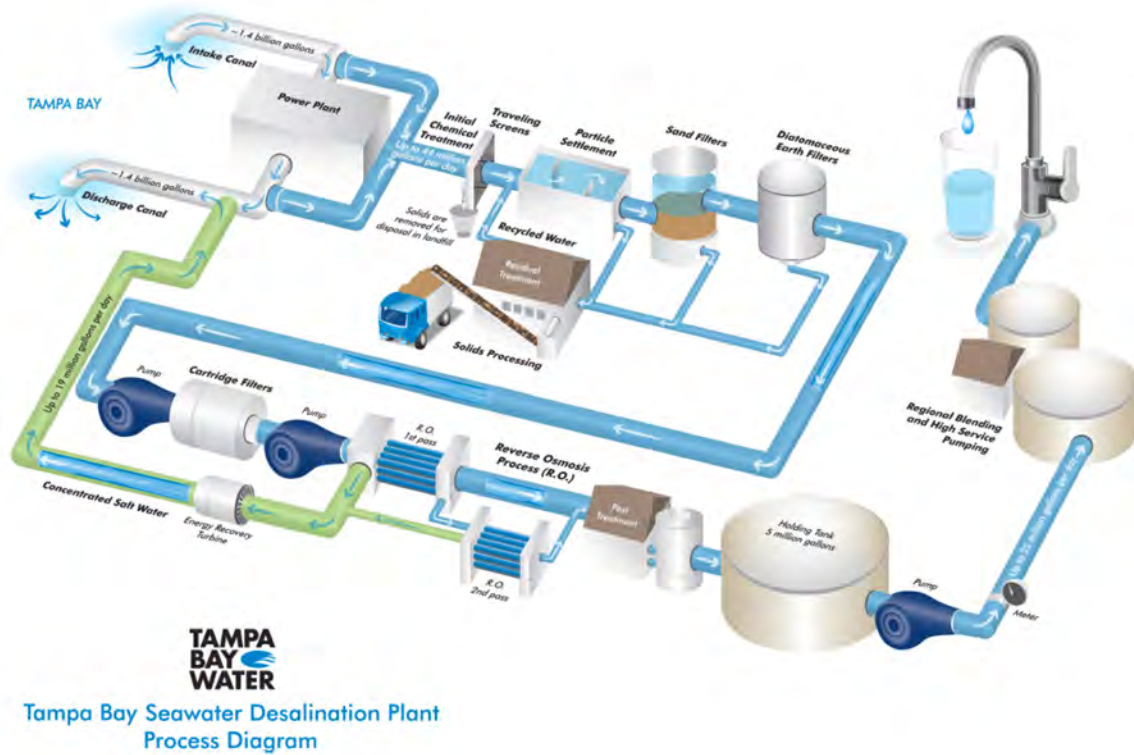 ~1.4 billion gallons
Intake Canal
TAMPA BAY
Power Plant
~1.4 billion gallons
Discharge Canal
Initial
Chemical
Treatment
Traveling
Screens
Up to 44 million
gallons per day
Particle
Settlement
Sand Filters
Diatomaceous
Earth Filters
Solids are
removed for
disposal in landfill
Recycled Water
Residual
Treatment
Solids Processing
Up to 19 million gallons per day
Pump
Cartridge Filters
Pump
R.O.
1st pass
Reverse Osmosis
Process (R.O.)
Concentrated Salt Water
Energy Recovery
Turbine
R.O.
2nd pass
Post
Treatment
Holding Tank
5 million gallons
Pump
Meter
Up to 25 million gallons per day
Regional Blending
and High Service
Pumping
TAMPA
BAY
WATER
Tampa Bay Seawater Desalination Plant
Process Diagram